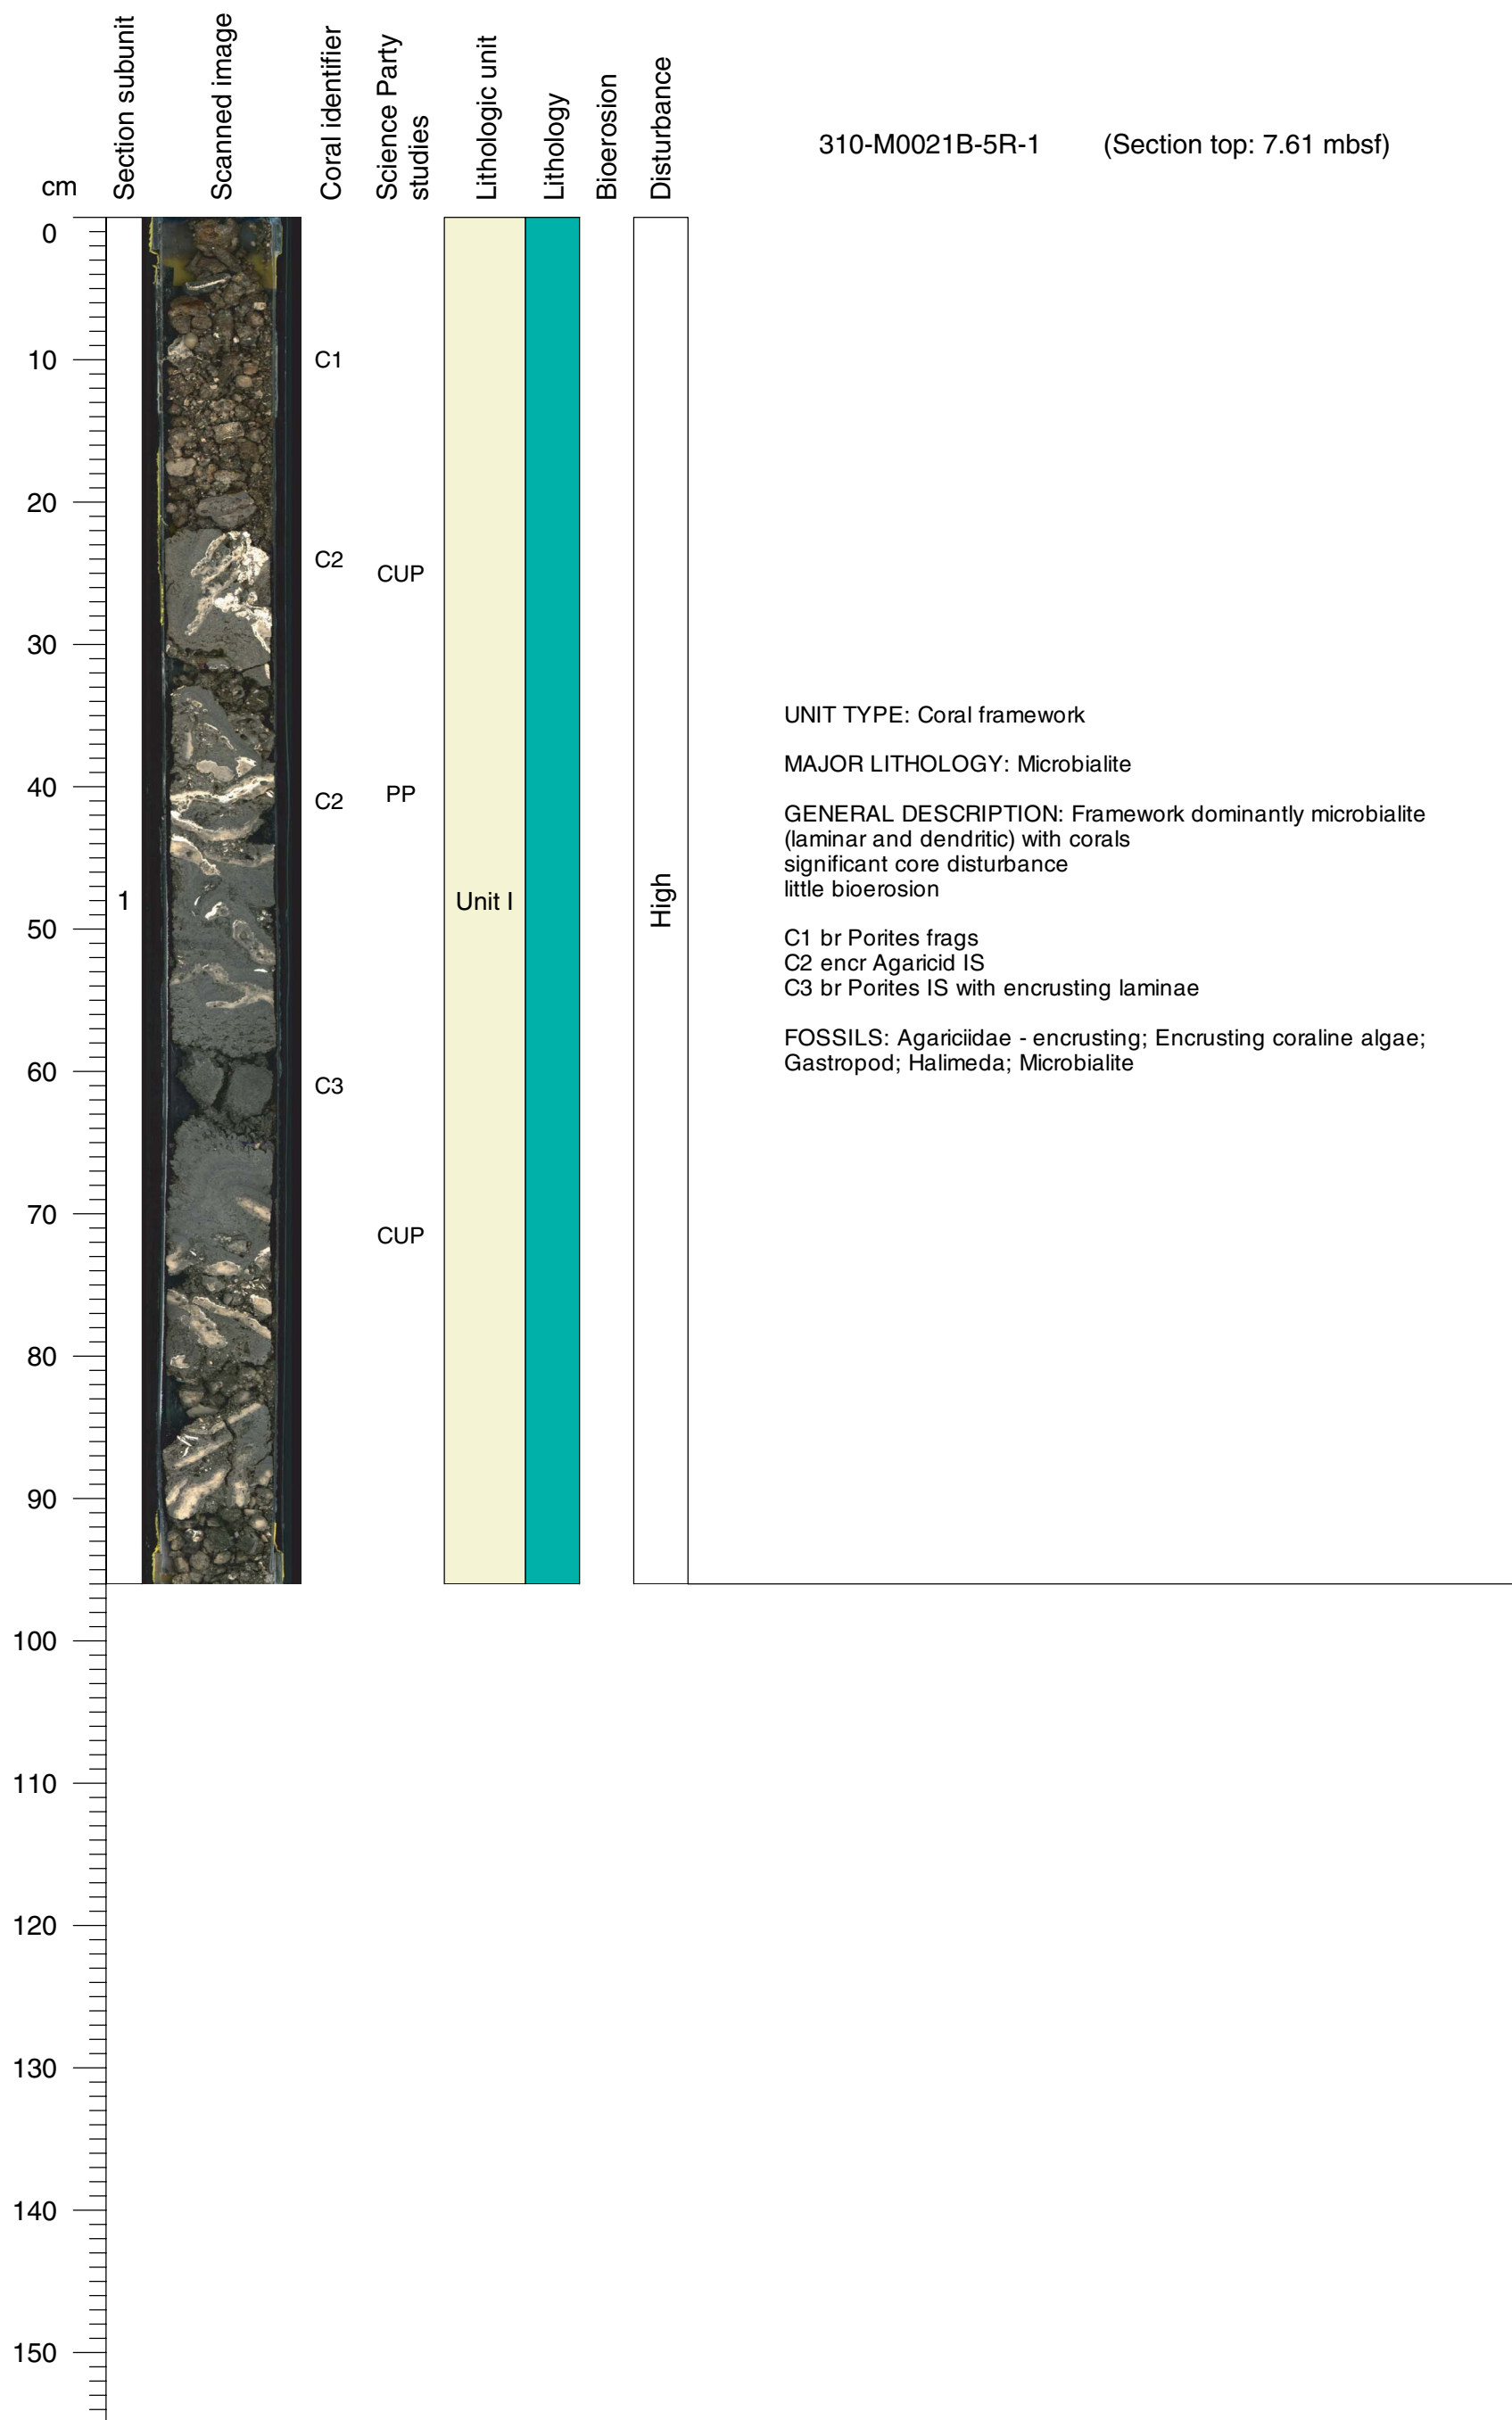 Section subunit
Scanned image
Coral identifier
Science Party
studies
Lithologic unit
Lithology
Bioerosion
Disturbance
310-M0021B-5R-1 (Section top: 7.61 mbsf)
cm
0
10
C1
20
C2
CUP
30
UNIT TYPE: Coral framework
MAJOR LITHOLOGY: Microbialite
40
C2
PP
GENERAL DESCRIPTION: Framework dominantly microbialite
(laminar and dendritic) with corals
significant core disturbance
little bioerosion
1
Unit I
High
50
C1 br Porites frags
C2 encr Agaricid IS
C3 br Porites IS with encrusting laminae
FOSSILS: Agariciidae - encrusting; Encrusting coraline algae;
Gastropod; Halimeda; Microbialite
60
C3
70
CUP
80
90
100
110
120
130
140
150